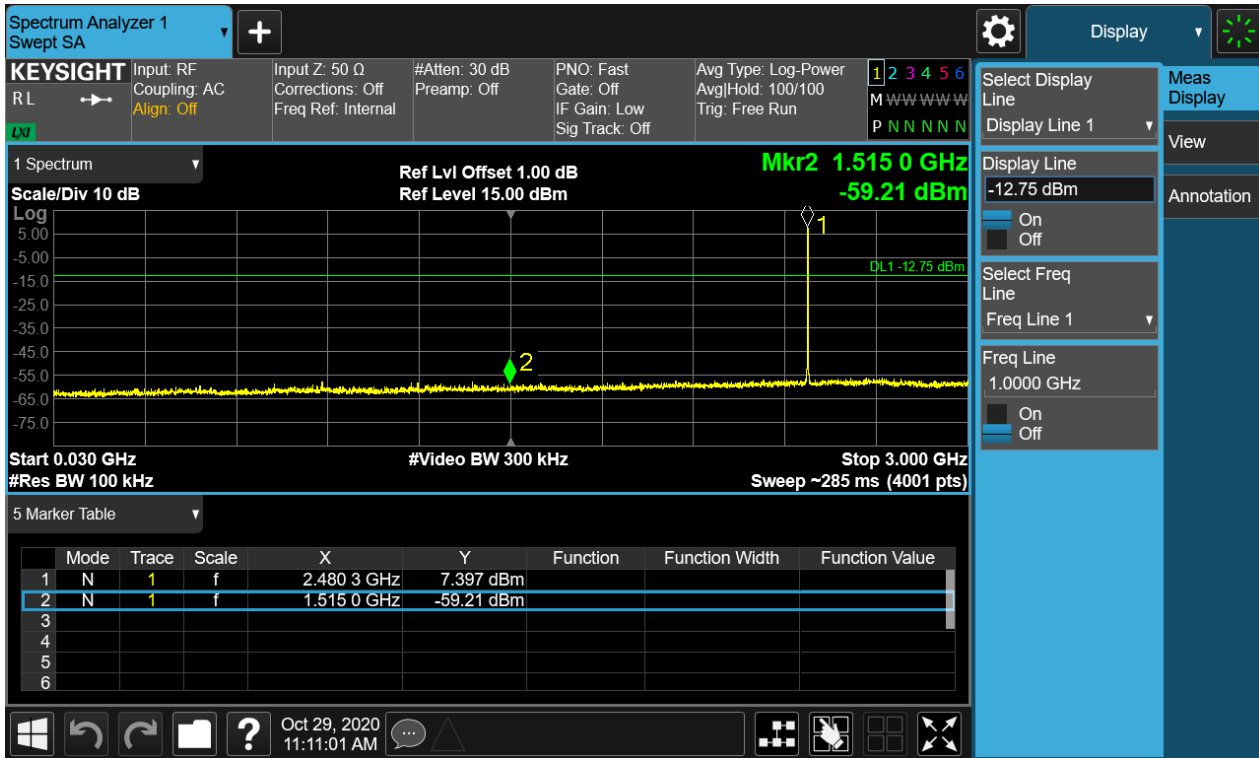 Spectrum Analyzer 1
Swept SA
+
Display
KEYSIGHT
R L
LXI
Input: RF
Coupling: AC
Align: Off
Input Z: 50 Ω
Corrections: Off
Freq Ref: Internal
#Atten: 30 dB
Preamp: Off
PNO: Fast
Gate: Off
IF Gain: Low
Sig Track: Off
Avg Type: Log-Power
Avg|Hold: 100/100
Trig: Free Run
1 2 3 4 5 6
M W W W W W W
P N N N N N N
1 Spectrum
Scale/Div 10 dB
Ref Lvl Offset 1.00 dB
Ref Level 15.00 dBm
Mkr2 1.515 0 GHz
-59.21 dBm
Log
5.00
-5.00
-15.0
-25.0
-35.0
-45.0
-55.0
-65.0
-75.0
1
DL1 -12.75 dBm
2
Start 0.030 GHz
#Video BW 300 kHz
Stop 3.000 GHz
#Res BW 100 kHz
Sweep ~285 ms (4001 pts)
5 Marker Table
Mode Trace Scale X Y Function Function Width Function Value
1 N 1 f 2.480 3 GHz 7.397 dBm
2 N 1 f 1.515 0 GHz -59.21 dBm
3
4
5
6
?
Oct 29, 2020
11:11:01 AM
Select Display
Line
Display Line 1
Display Line
-12.75 dBm
On
Off
Select Freq
Line
Freq Line 1
Freq Line
1.0000 GHz
On
Off
Meas
Display
View
Annotation